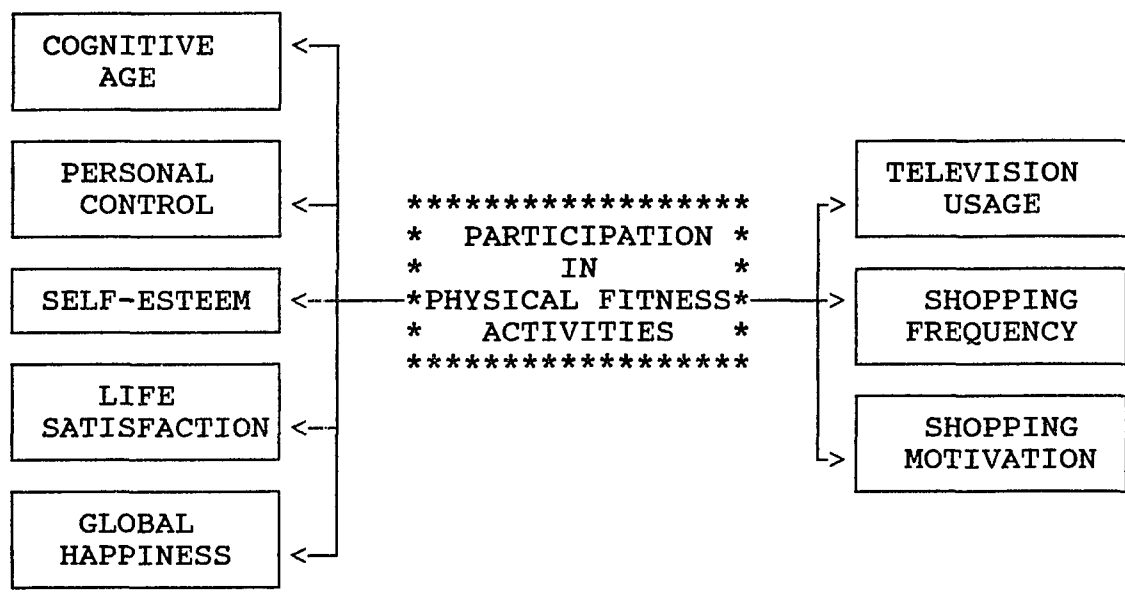 COGNITIVE
AGE
PERSONAL
CONTROL
SELF-ESTEEM
LIFE
SATISFACTION
GLOBAL
HAPPINESS
******************
* PARTICIPATION *
* IN *
*PHYSICAL FITNESS*
* ACTIVITIES *
******************
TELEVISION
USAGE
SHOPPING
FREQUENCY
SHOPPING
MOTIVATION